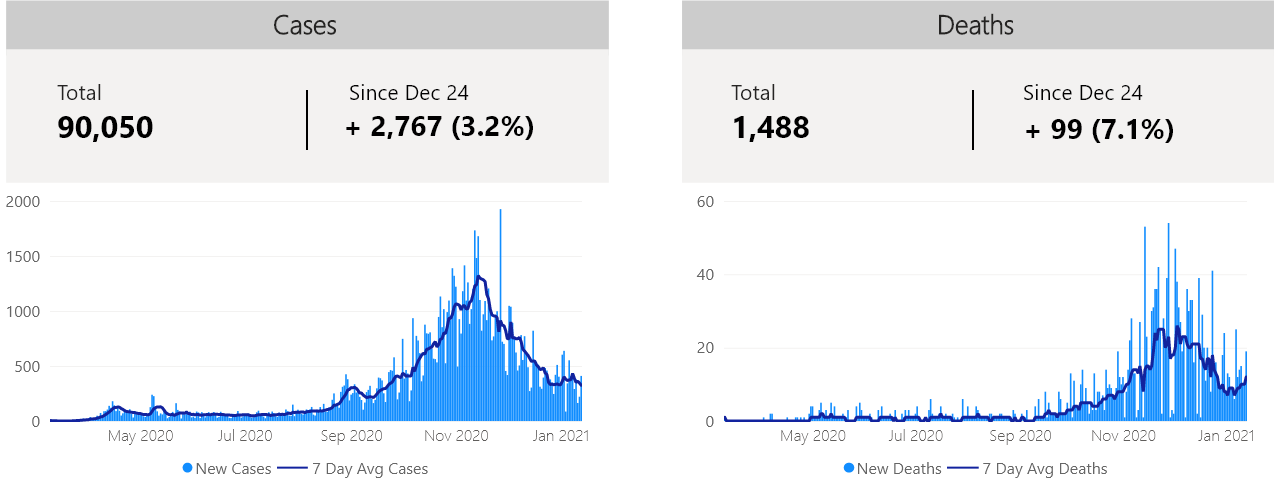 Cases
Total
Since Dec 24
90,050
+ 2,767 (3.2%)
2000
1500
1000
500
0
May 2020
Jul 2020
Sep 2020
Nov 2020
Jan 2021
New Cases
7 Day Avg Cases
Deaths
Total
Since Dec 24
1,488
+ 99 (7.1%)
60
40
20
0
May 2020
Jul 2020
Sep 2020
Nov 2020
Jan 2021
New Deaths
7 Day Avg Deaths